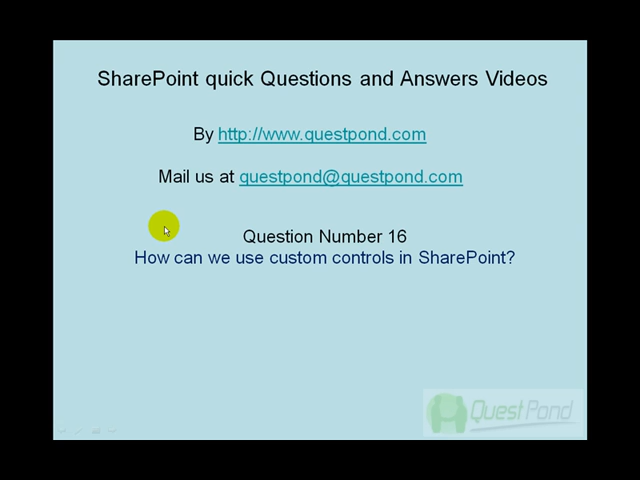 SharePoint quick Questions and Answers Videos
By http://www.questpond.com
Mail us at questpond@questpond.com
Question Number 16
How can we use custom controls in SharePoint?
QuestPond